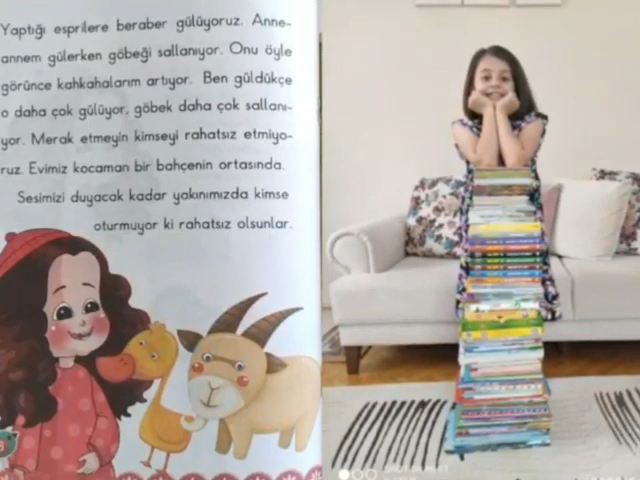 Yaptığı esprilere beraber gülüyoruz. Anne-
annem gülerken göbeği sallanıyor. Onu öyle
görünce kahkahalarım artıyor. Ben güldükçe
o daha çok gülüyor, göbek daha çok sallanı-
yor. Merak etmeyin kimseyi rahatsız etmiyo-
ruz. Evimiz kocaman bir bahçenin ortasında.
Sesimizi duyacak kadar yakınımızda kimse
oturmuyor ki rahatsız olsunlar.